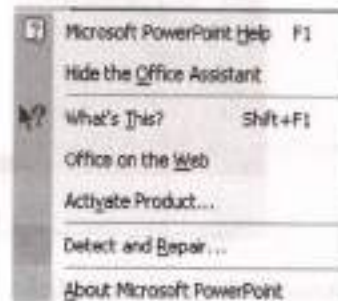 Microsoft PowerPoint Help F1
Hide the Office Assistant
What's This? Shift+F1
Office on the Web
Activate Product...
Detect and Repair...
About Microsoft PowerPoint